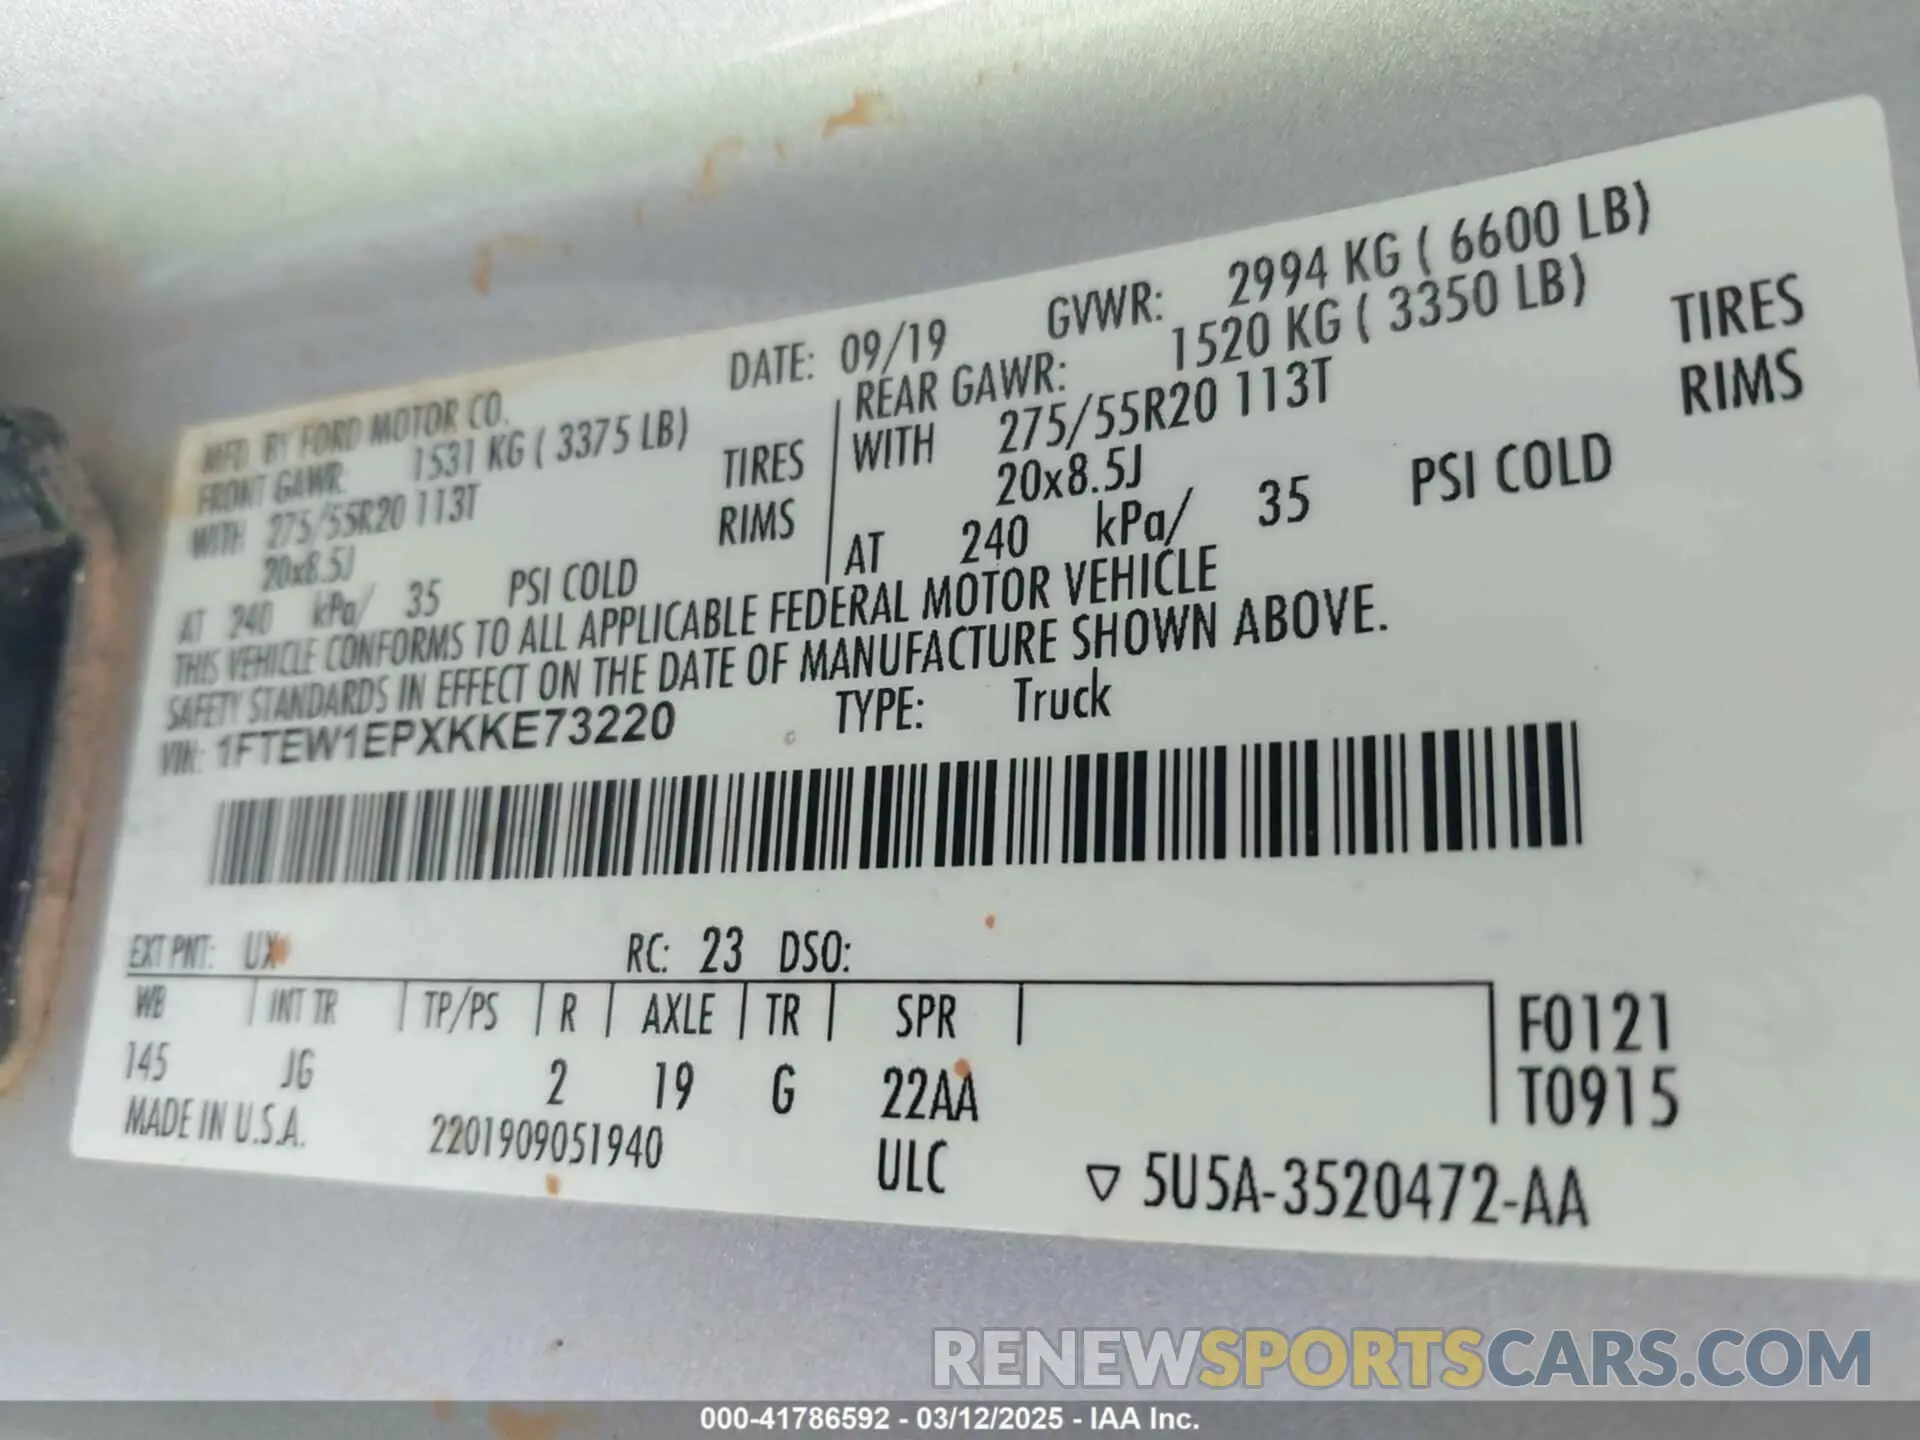 MFD BY FORD MOTOR CO. DATE: 09/19 GVWR: 2994 KG ( 6600 LB)
FRONT GAWR: 1531 KG ( 3375 LB) REAR GAWR: 1520 KG ( 3350 LB)
WITH 275/55R20 113T TIRES WITH 275/55R20 113T TIRES
20x8.5J RIMS 20x8.5J RIMS
AT 240 kPa/ 35 PSI COLD AT 240 kPa/ 35 PSI COLD
THIS VEHICLE CONFORMS TO ALL APPLICABLE FEDERAL MOTOR VEHICLE
SAFETY STANDARDS IN EFFECT ON THE DATE OF MANUFACTURE SHOWN ABOVE.
VIN: 1FTEW1EPXKKE73220 TYPE: Truck
EXT PNT: UX RC: 23 DSO:
WB INT TR TP/PS R AXLE TR SPR F0121
145 JG 2 19 G 22AA T0915
MADE IN U.S.A. 2201909051940 ULC 5U5A-3520472-AA
RENEWSPORTSCARS.COM
000-41786592 - 03/12/2025 - IAA Inc.